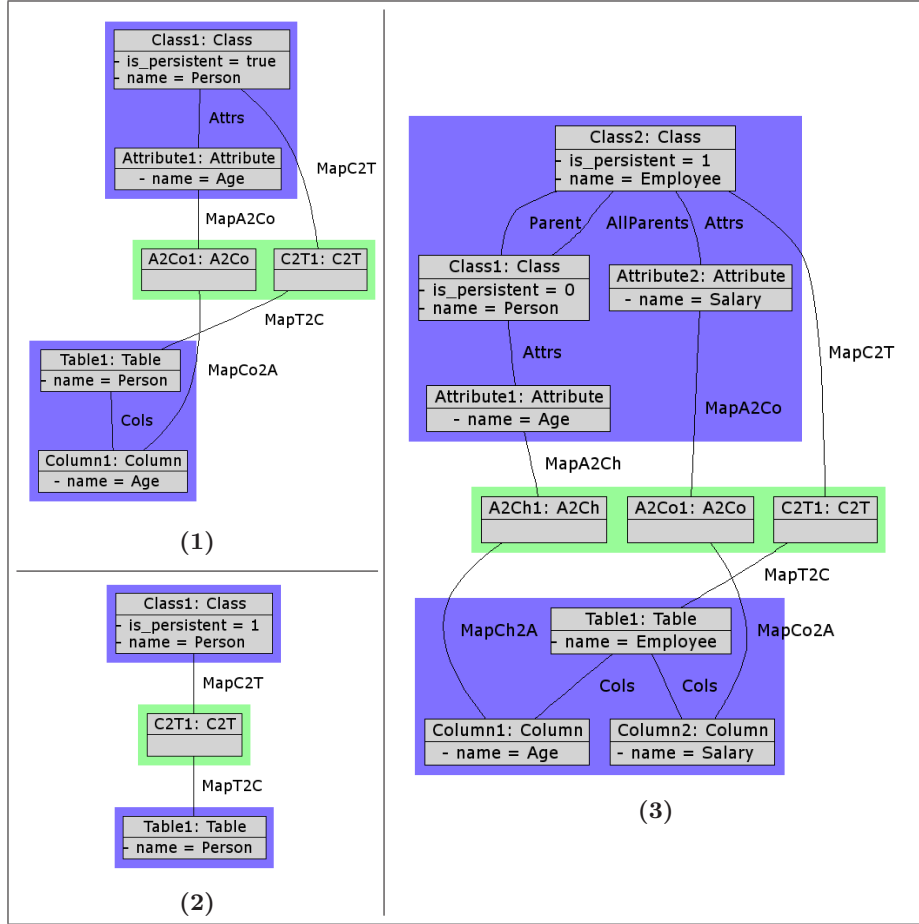 Class1: Class
- is_persistent = true
- name = Person
Attrs
MapC2T
Attribute1: Attribute
- name = Age
MapA2Co
A2Co1: A2Co
C2T1: C2T
MapT2C
Table1: Table
- name = Person
MapCo2A
Cols
Column1: Column
- name = Age
(1)
Class1: Class
- is_persistent = 1
- name = Person
MapC2T
C2T1: C2T
MapT2C
Table1: Table
- name = Person
(2)
Class2: Class
- is_persistent = 1
- name = Employee
Parent
AllParents
Attrs
Class1: Class
- is_persistent = 0
- name = Person
Attribute2: Attribute
- name = Salary
Attrs
MapC2T
Attribute1: Attribute
- name = Age
MapA2Co
MapA2Ch
A2Ch1: A2Ch
A2Co1: A2Co
C2T1: C2T
MapT2C
Table1: Table
- name = Employee
MapCh2A
MapCo2A
Cols
Cols
Column1: Column
- name = Age
Column2: Column
- name = Salary
(3)